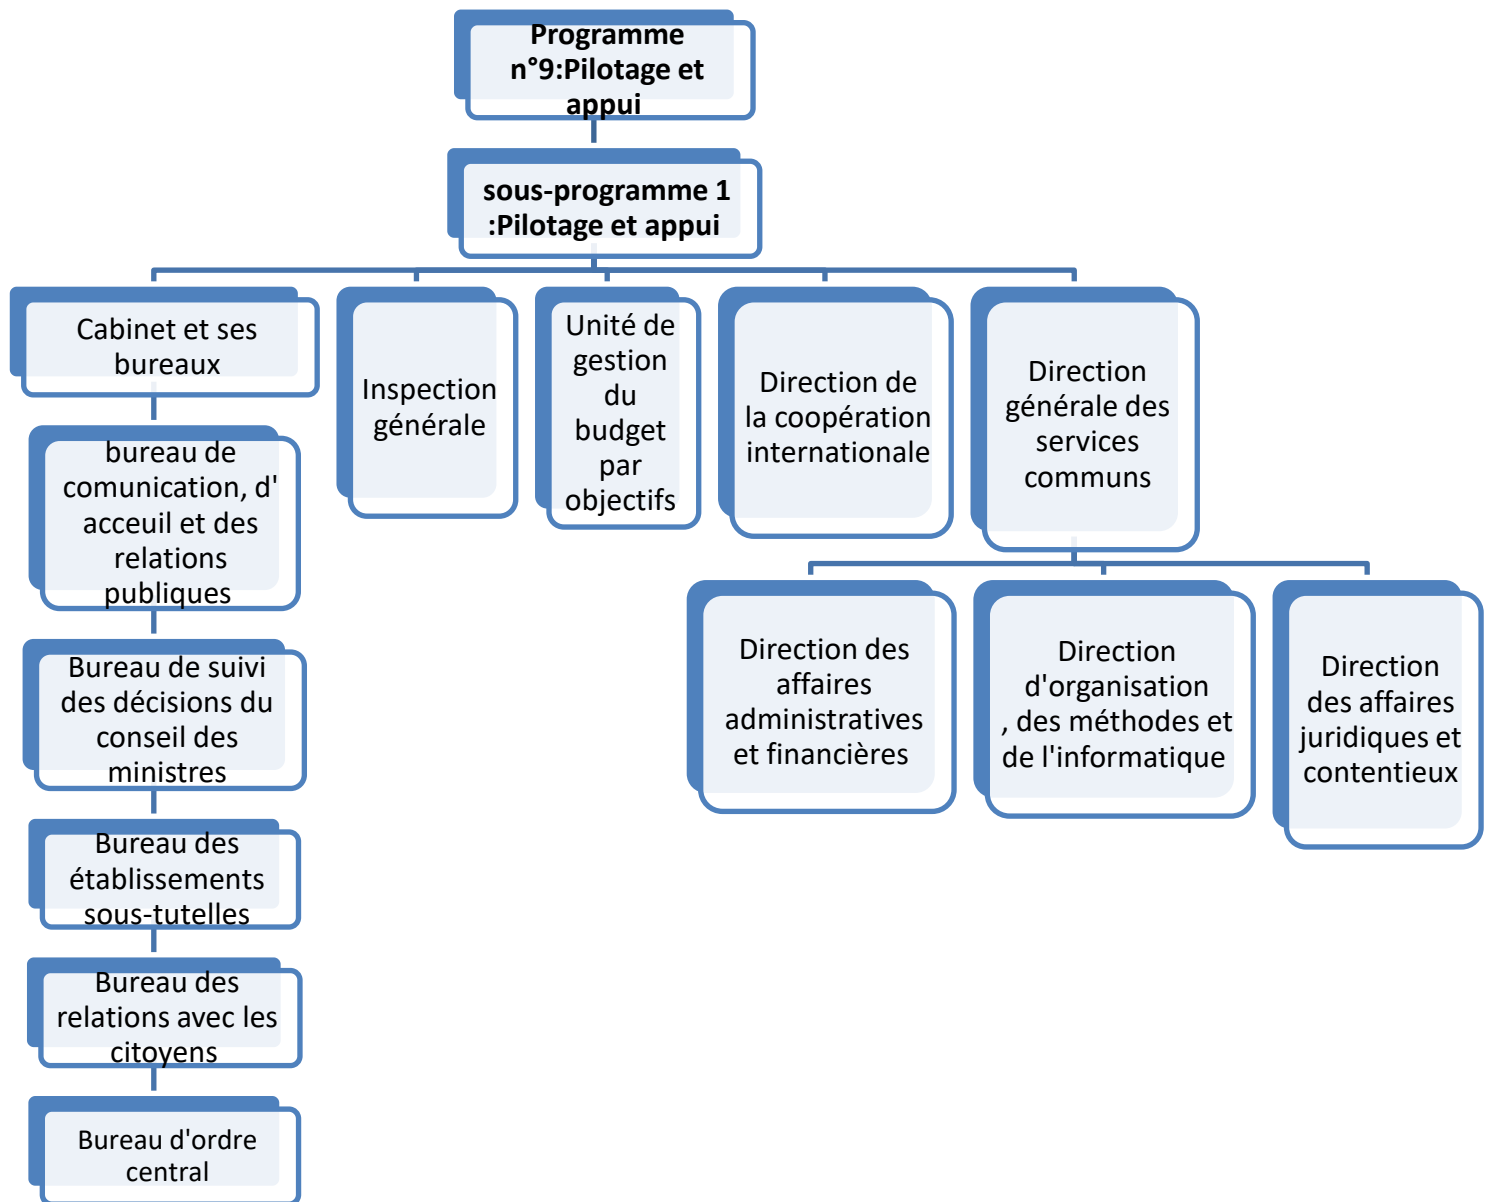 Programme
n°9:Pilotage et
appui
sous-programme 1
:Pilotage et appui
Cabinet et ses
bureaux
bureau de
comunication, d'
acceuil et des
relations
publiques
Bureau de suivi
des décisions du
conseil des
ministres
Bureau des
établissements
sous-tutelles
Bureau des
relations avec les
citoyens
Bureau d'ordre
central
Inspection
générale
Unité de
gestion
du
budget
par
objectifs
Direction de
la coopération
internationale
Direction
générale des
services
communs
Direction des
affaires
administratives
et financières
Direction
d'organisation
, des méthodes et
de l'informatique
Direction
des affaires
juridiques et
contentieux